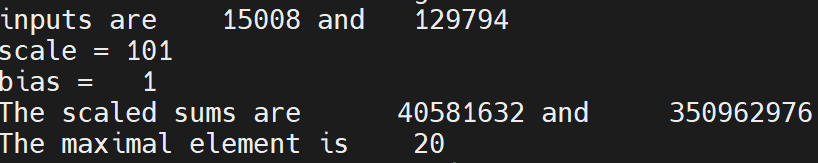 inputs are    15008 and   129794
scale = 101
bias =   1
The scaled sums are      40581632 and     350962976
The maximal element is    20